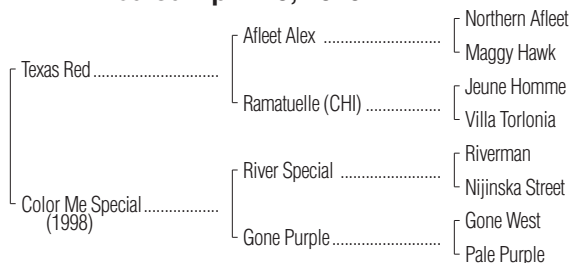 Northern Afleet
Afleet Alex ....................
Maggy Hawk
Texas Red ............................
Jeune Homme
Ramatuelle (CHI) .................
Villa Torlonia
Riverman
River Special .......................
Nijinska Street
Color Me Special .................
(1998)
Gone West
Gone Purple .........................
Pale Purple